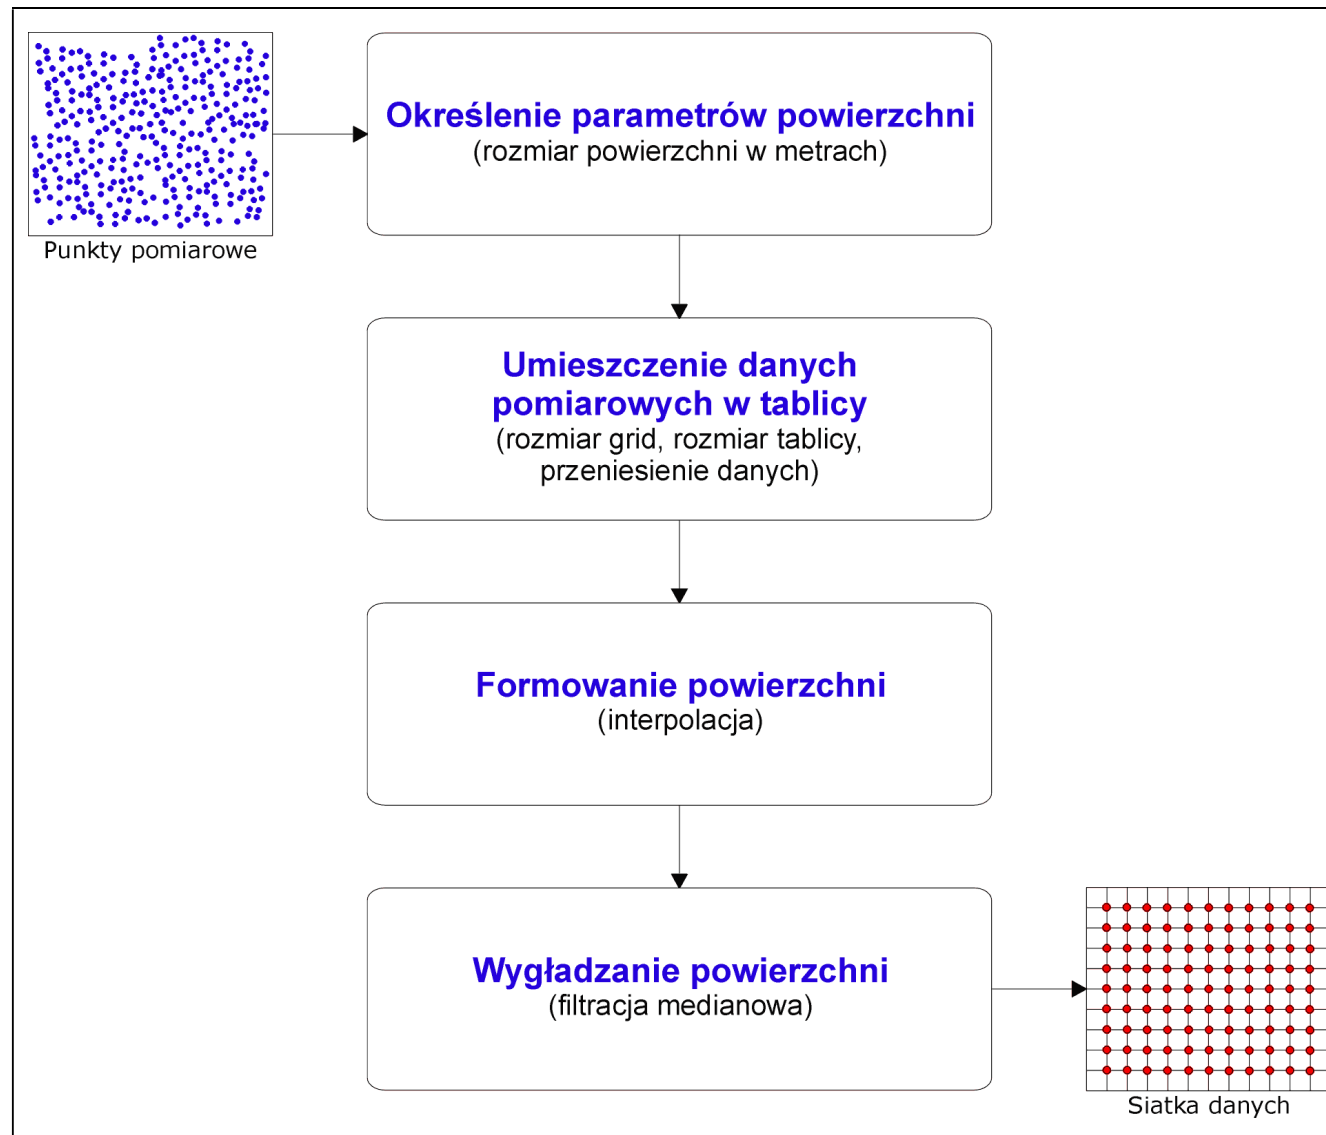 Punkty pomiarowe
Określenie parametrów powierzchni
(rozmiar powierzchni w metrach)
Umieszczenie danych
pomiarowych w tablicy
(rozmiar grid, rozmiar tablicy,
przeniesienie danych)
Formowanie powierzchni
(interpolacja)
Wygładzanie powierzchni
(filtracja medianowa)
Siatka danych